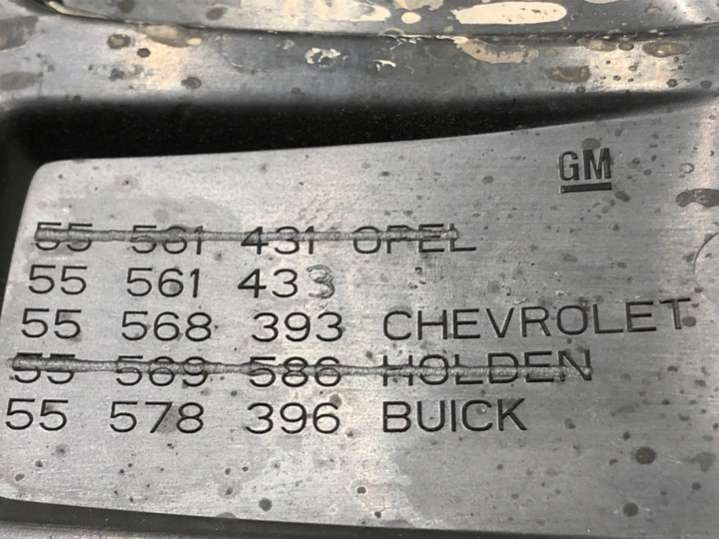 GM
55 561 431 OPEL
55 561 433
55 568 393 CHEVROLET
55 569 586 HOLDEN
55 578 396 BUICK